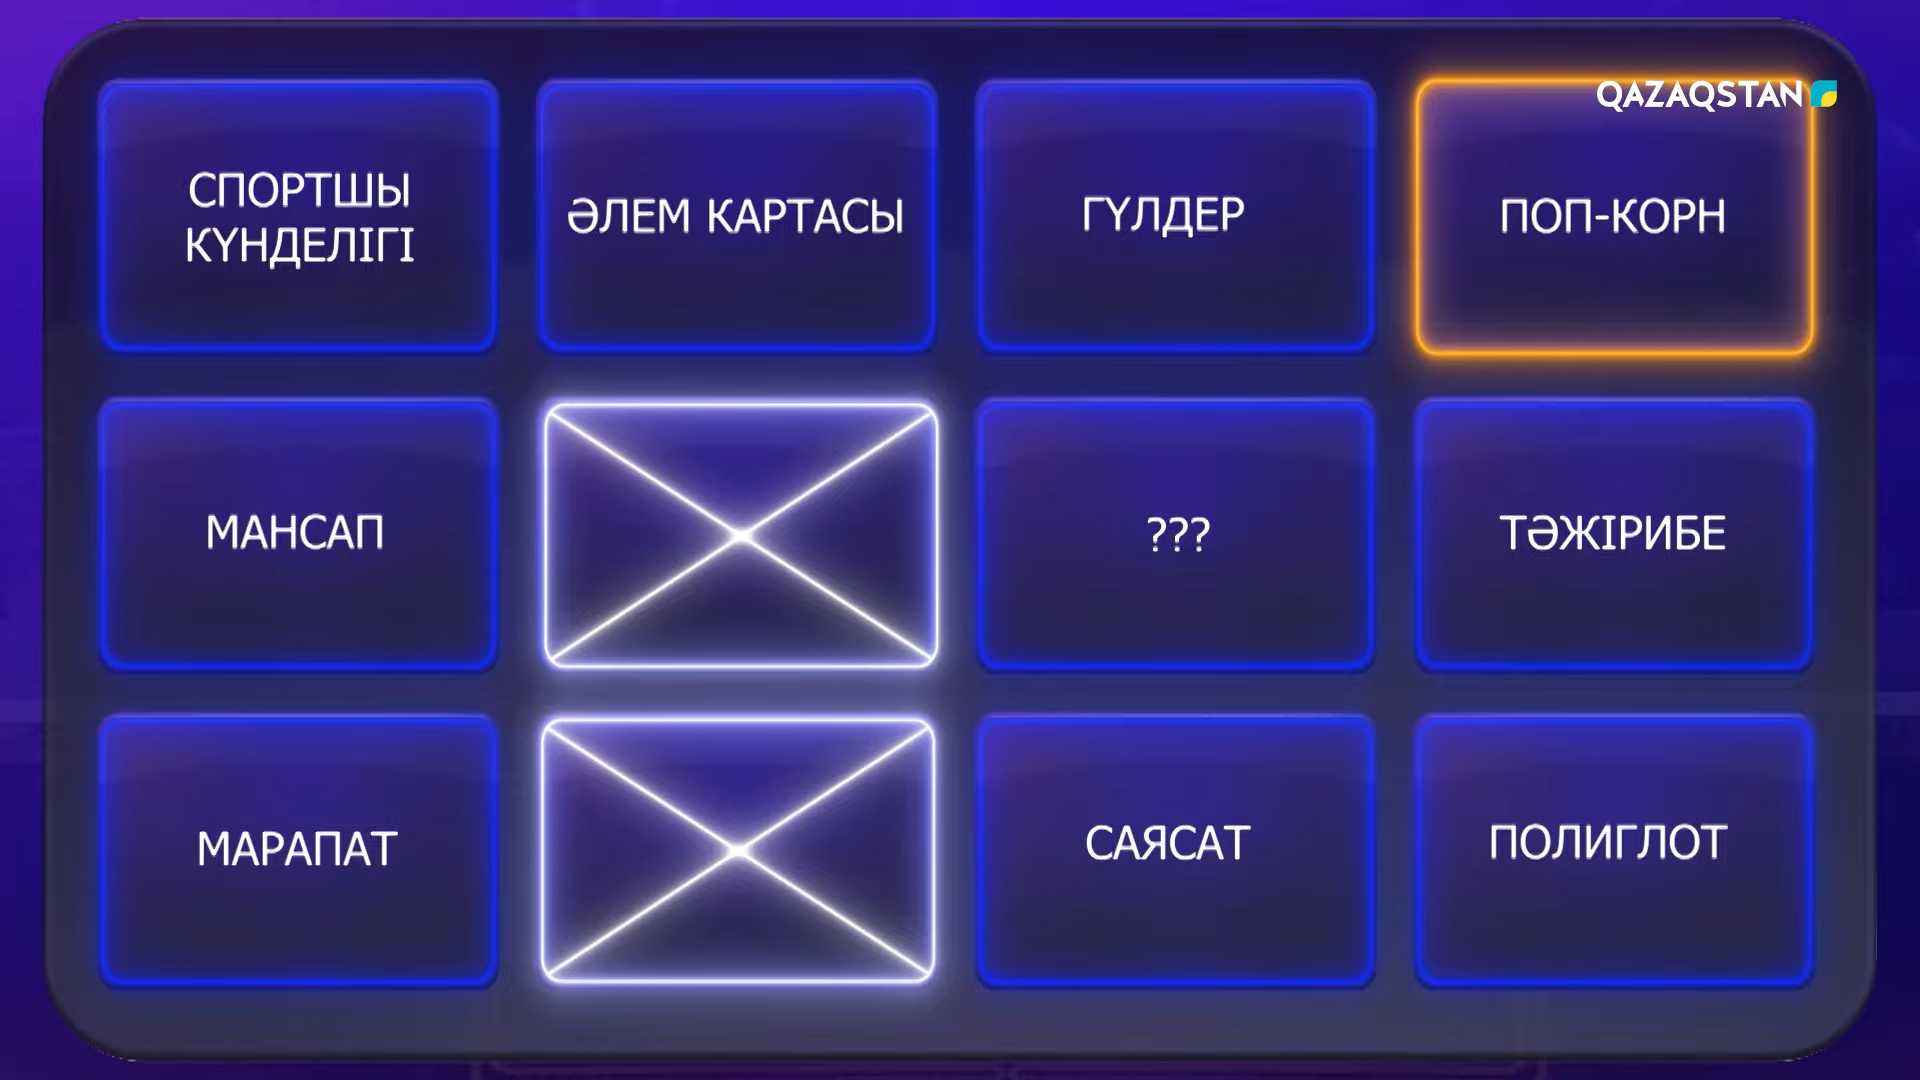 QAZAQSTAN
СПОРТШЫ
КҮНДЕЛІГІ
ӘЛЕМ КАРТАСЫ
ГҮЛДЕР
ПОП-КОРН
МАНСАП
???
ТӘЖІРИБЕ
МАРАПАТ
САЯСАТ
ПОЛИГЛОТ